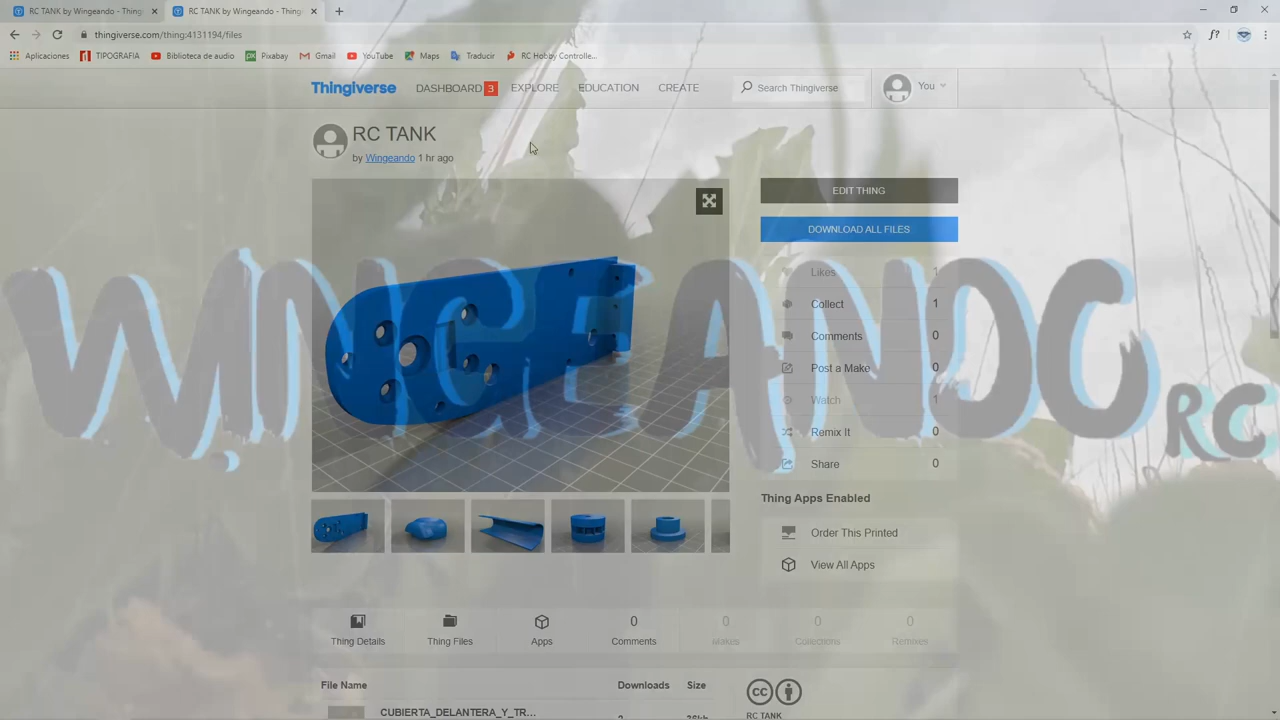 RC TANK by Wingeando - Thing
RC TANK by Wingeando - Thing
thingiverse.com/thing:4131194/files
Aplicaciones TIPOGRAFIA Biblioteca de audio Pixabay Gmail YouTube Maps Traducir RC Hobby Controlle...
Thingiverse DASHBOARD 3 EXPLORE EDUCATION CREATE Search Thingiverse You
RC TANK
by Wingeando 1 hr ago
EDIT THING
DOWNLOAD ALL FILES
Likes 1
Collect 1
Comments 0
Post a Make 0
Watch 1
Remix It 0
Share 0
WINGEANDO RC
Thing Apps Enabled
Order This Printed
View All Apps
Thing Details
Thing Files
Apps
0
Comments
0
Makes
0
Collections
0
Remixes
File Name Downloads Size
CUBIERTA_DELANTERA_Y_TR...
cc
RC TANK